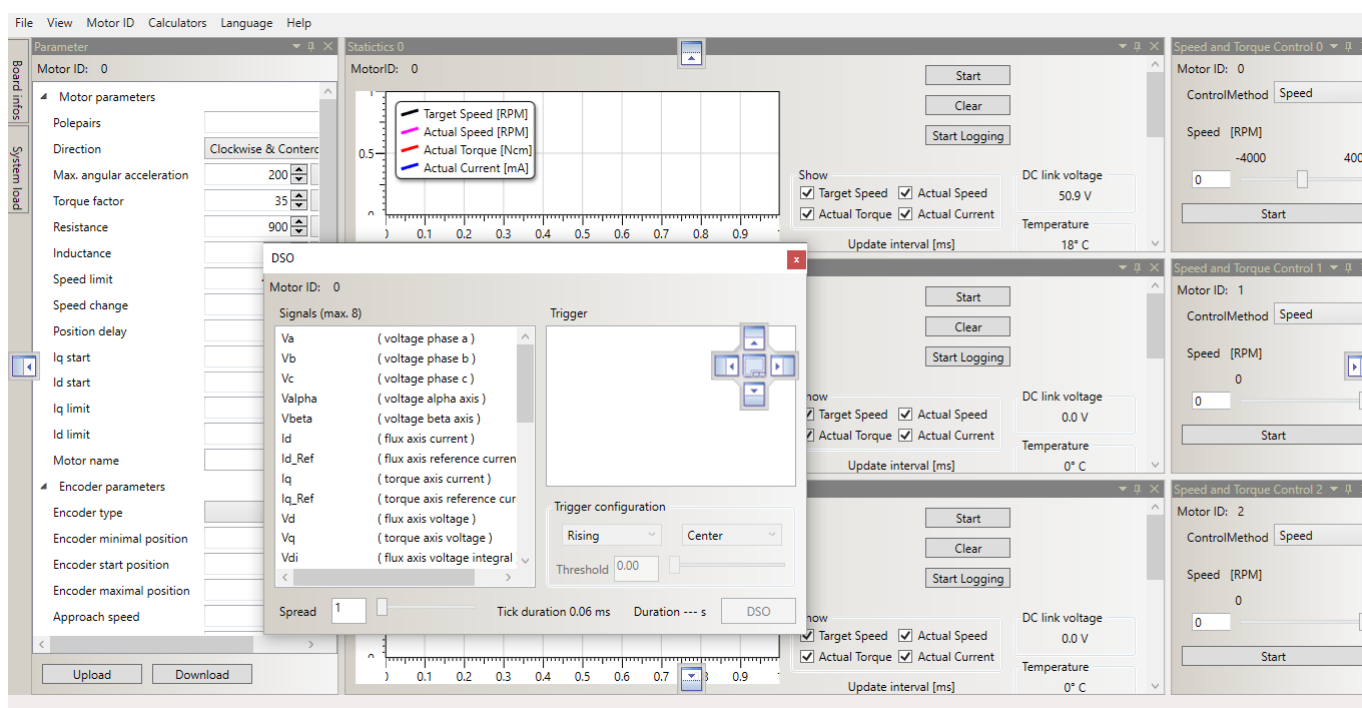 File View Motor ID Calculators Language Help
Board infos
System load
Parameter
Motor ID: 0
Motor parameters
Polepairs
Direction Clockwise & Conterc
Max. angular acceleration 200
Torque factor 35
Resistance 900
Inductance
Speed limit
Speed change
Position delay
Iq start
Id start
Iq limit
Id limit
Motor name
Encoder parameters
Encoder type
Encoder minimal position
Encoder start position
Encoder maximal position
Approach speed
Upload Download
Statictics 0
MotorID: 0
Target Speed [RPM]
Actual Speed [RPM]
Actual Torque [Ncm]
Actual Current [mA]
0.5
0.1 0.2 0.3 0.4 0.5 0.6 0.7 0.8 0.9
Start
Clear
Start Logging
Show
Target Speed Actual Speed
Actual Torque Actual Current
Update interval [ms]
DC link voltage
50.9 V
Temperature
18° C
Speed and Torque Control 0
Motor ID: 0
ControlMethod Speed
Speed [RPM]
-4000 400
0
Start
DSO
Motor ID: 0
Signals (max. 8)
Va ( voltage phase a )
Vb ( voltage phase b )
Vc ( voltage phase c )
Valpha ( voltage alpha axis )
Vbeta ( voltage beta axis )
Id ( flux axis current )
Id_Ref ( flux axis reference curren
Iq ( torque axis current )
Iq_Ref ( torque axis reference cur
Vd ( flux axis voltage )
Vq ( torque axis voltage )
Vdi ( flux axis voltage integral
Trigger
Trigger configuration
Rising Center
Threshold 0.00
Spread 1 Tick duration 0.06 ms Duration --- s DSO
Start
Clear
Start Logging
how
Target Speed Actual Speed
Actual Torque Actual Current
Update interval [ms]
DC link voltage
0.0 V
Temperature
0° C
Speed and Torque Control 1
Motor ID: 1
ControlMethod Speed
Speed [RPM]
0
0
Start
Start
Clear
Start Logging
how
Target Speed Actual Speed
Actual Torque Actual Current
Update interval [ms]
DC link voltage
0.0 V
Temperature
0° C
0.1 0.2 0.3 0.4 0.5 0.6 0.7 0.9
Speed and Torque Control 2
Motor ID: 2
ControlMethod Speed
Speed [RPM]
0
0
Start